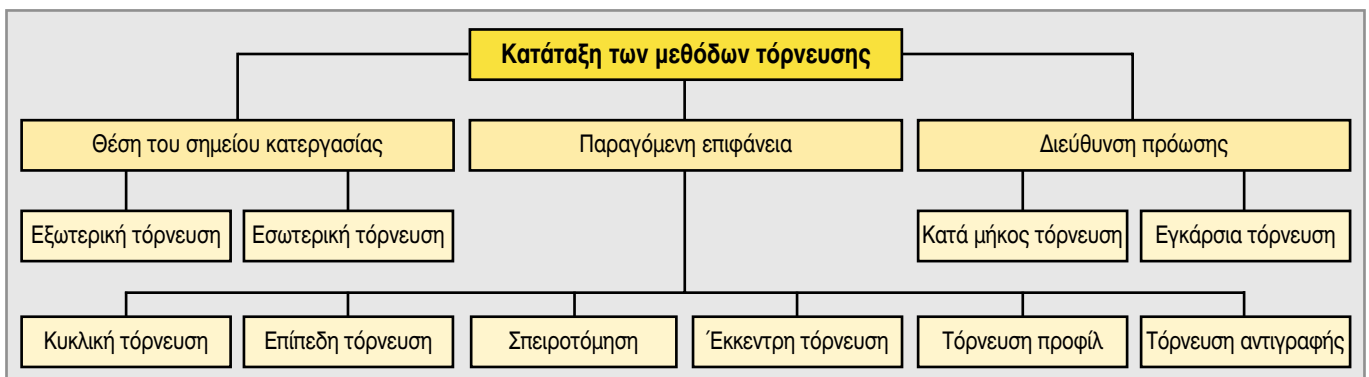 Κατάταξη των μεθόδων τόρνευσης
Θέση του σημείου κατεργασίας
Παραγόμενη επιφάνεια
Διεύθυνση πρόωσης
Εξωτερική τόρνευση
Εσωτερική τόρνευση
Κατά μήκος τόρνευση
Εγκάρσια τόρνευση
Κυκλική τόρνευση
Επίπεδη τόρνευση
Σπειροτόμηση
Έκκεντρη τόρνευση
Τόρνευση προφίλ
Τόρνευση αντιγραφής